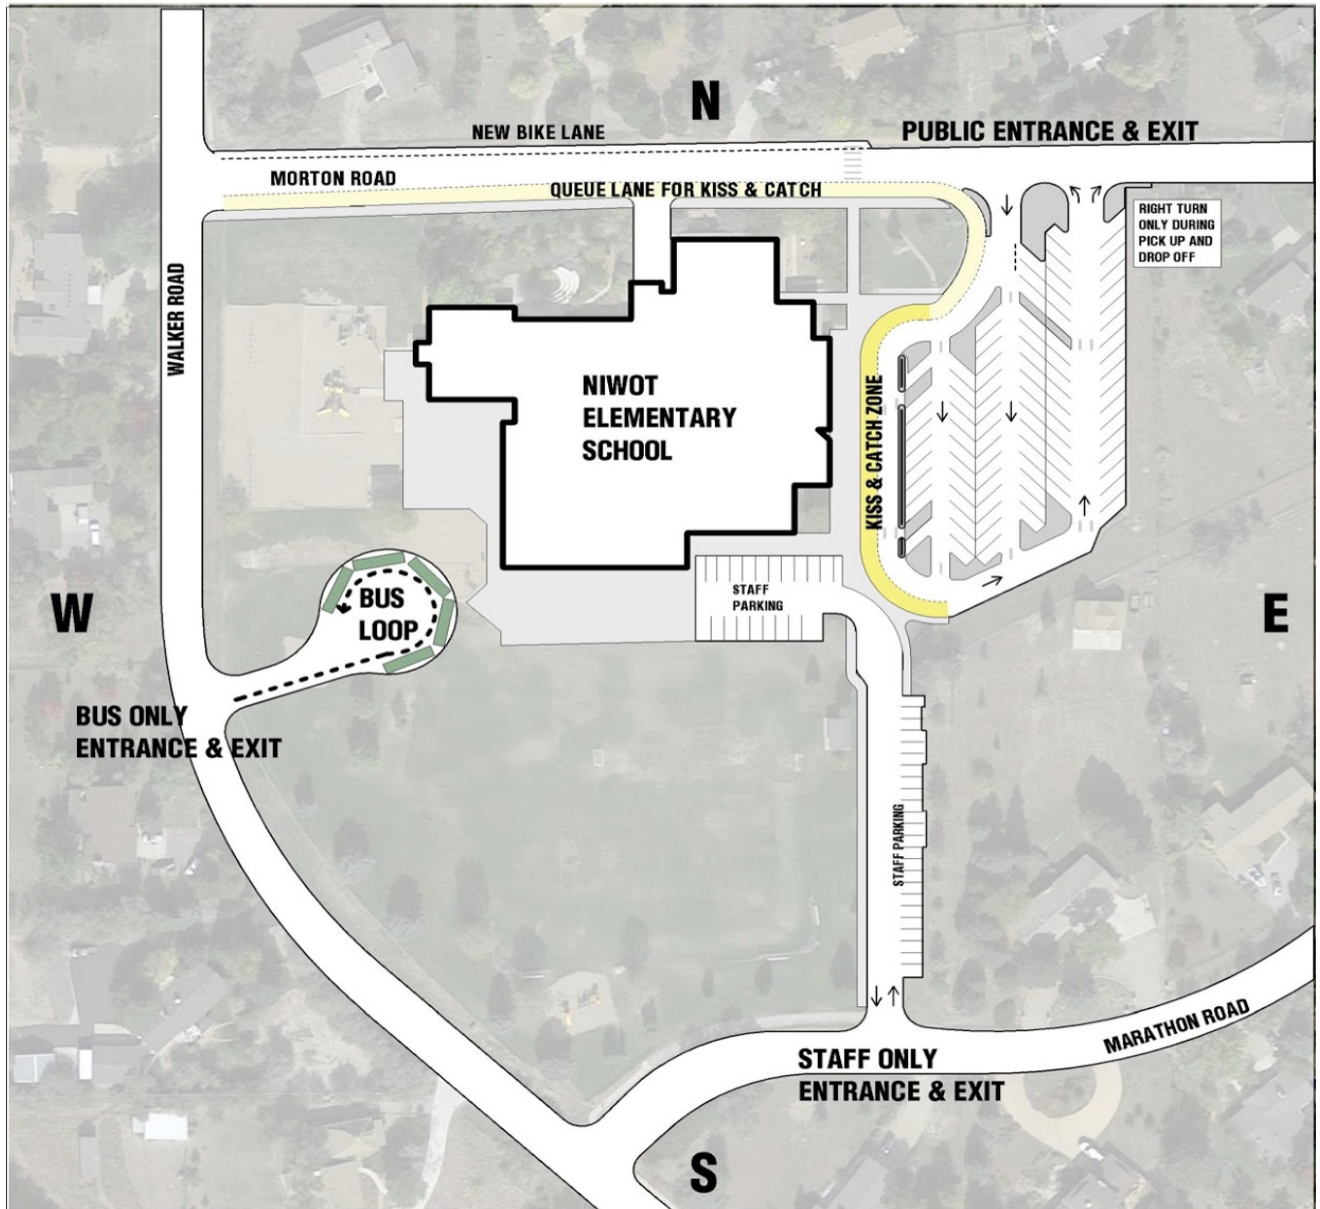 N
NEW BIKE LANE
PUBLIC ENTRANCE & EXIT
MORTON ROAD
QUEUE LANE FOR KISS & CATCH
RIGHT TURN
ONLY DURING
PICK UP AND
DROP OFF
WALKER ROAD
NIWOT
ELEMENTARY
SCHOOL
KISS & CATCH ZONE
W
BUS
LOOP
STAFF
PARKING
E
BUS ONLY
ENTRANCE & EXIT
STAFF PARKING
MARATHON ROAD
STAFF ONLY
ENTRANCE & EXIT
S